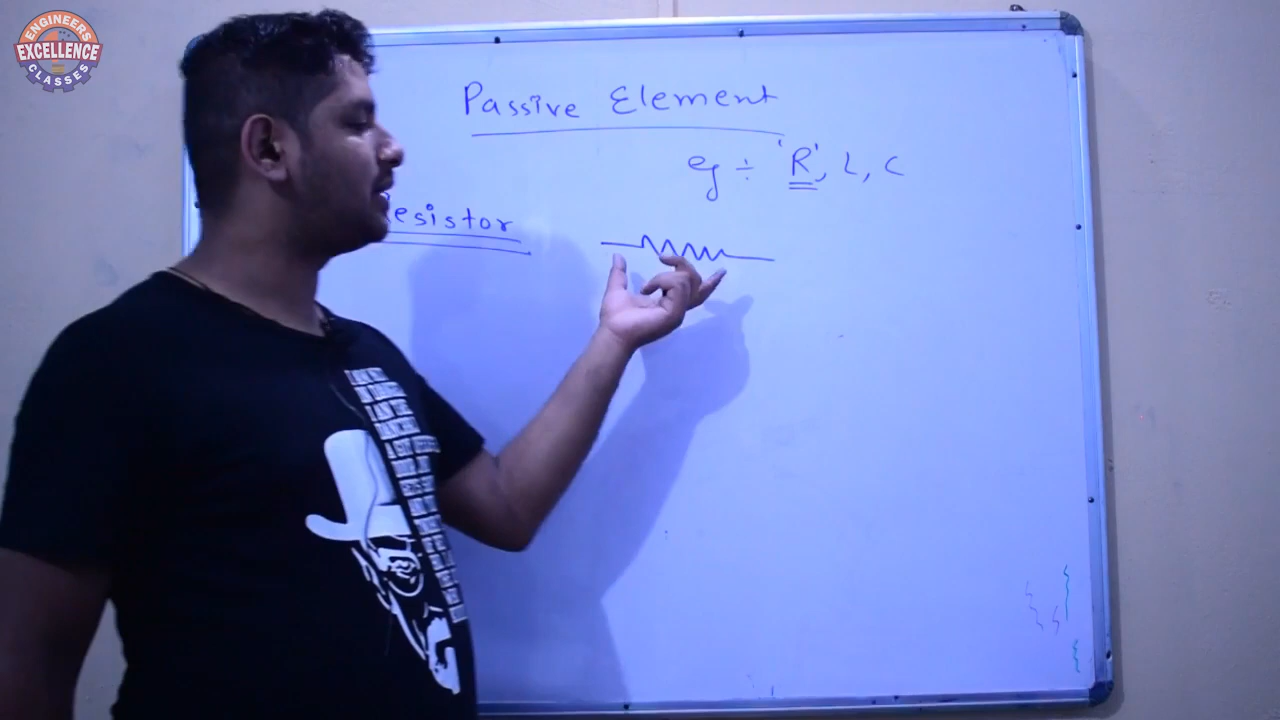 ENGINEERS
EXCELLENCE
CLASSES
Passive Element
eg ÷ 'R', L, C
esistor